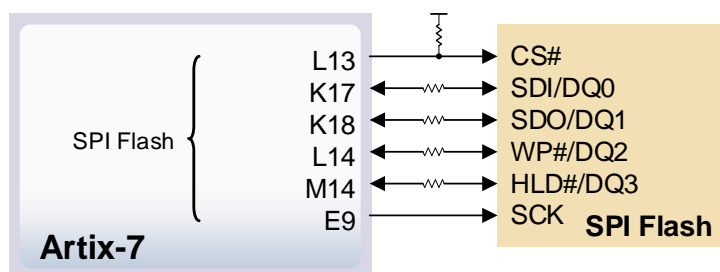 L13 CS#
K17 SDI/DQ0
K18 SDO/DQ1
SPI Flash
L14 WP#/DQ2
M14 HLD#/DQ3
E9 SCK
SPI Flash
Artix-7